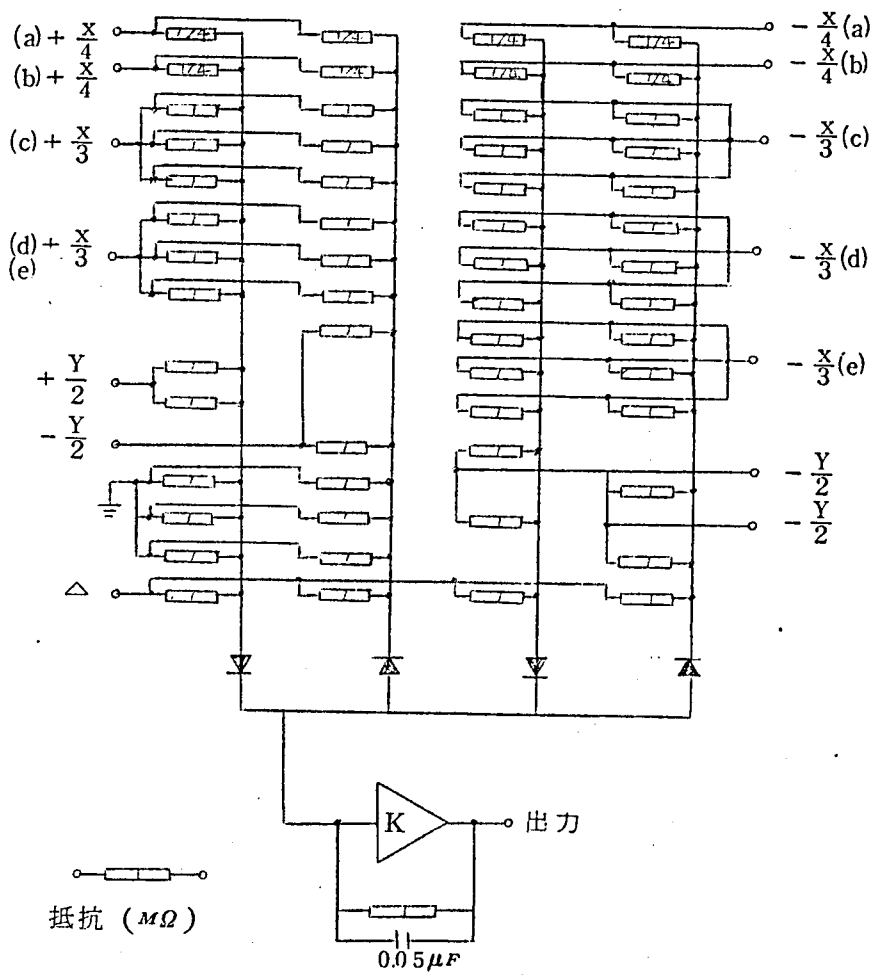 (a) + X/4
(b) + X/4
(c) + X/3
(d) + X/3
(e)
+ Y/2
− Y/2
△
− X/4 (a)
− X/4 (b)
− X/3 (c)
− X/3 (d)
− X/3 (e)
− Y/2
− Y/2
K
出力
抵抗 (MΩ)
0.05μF